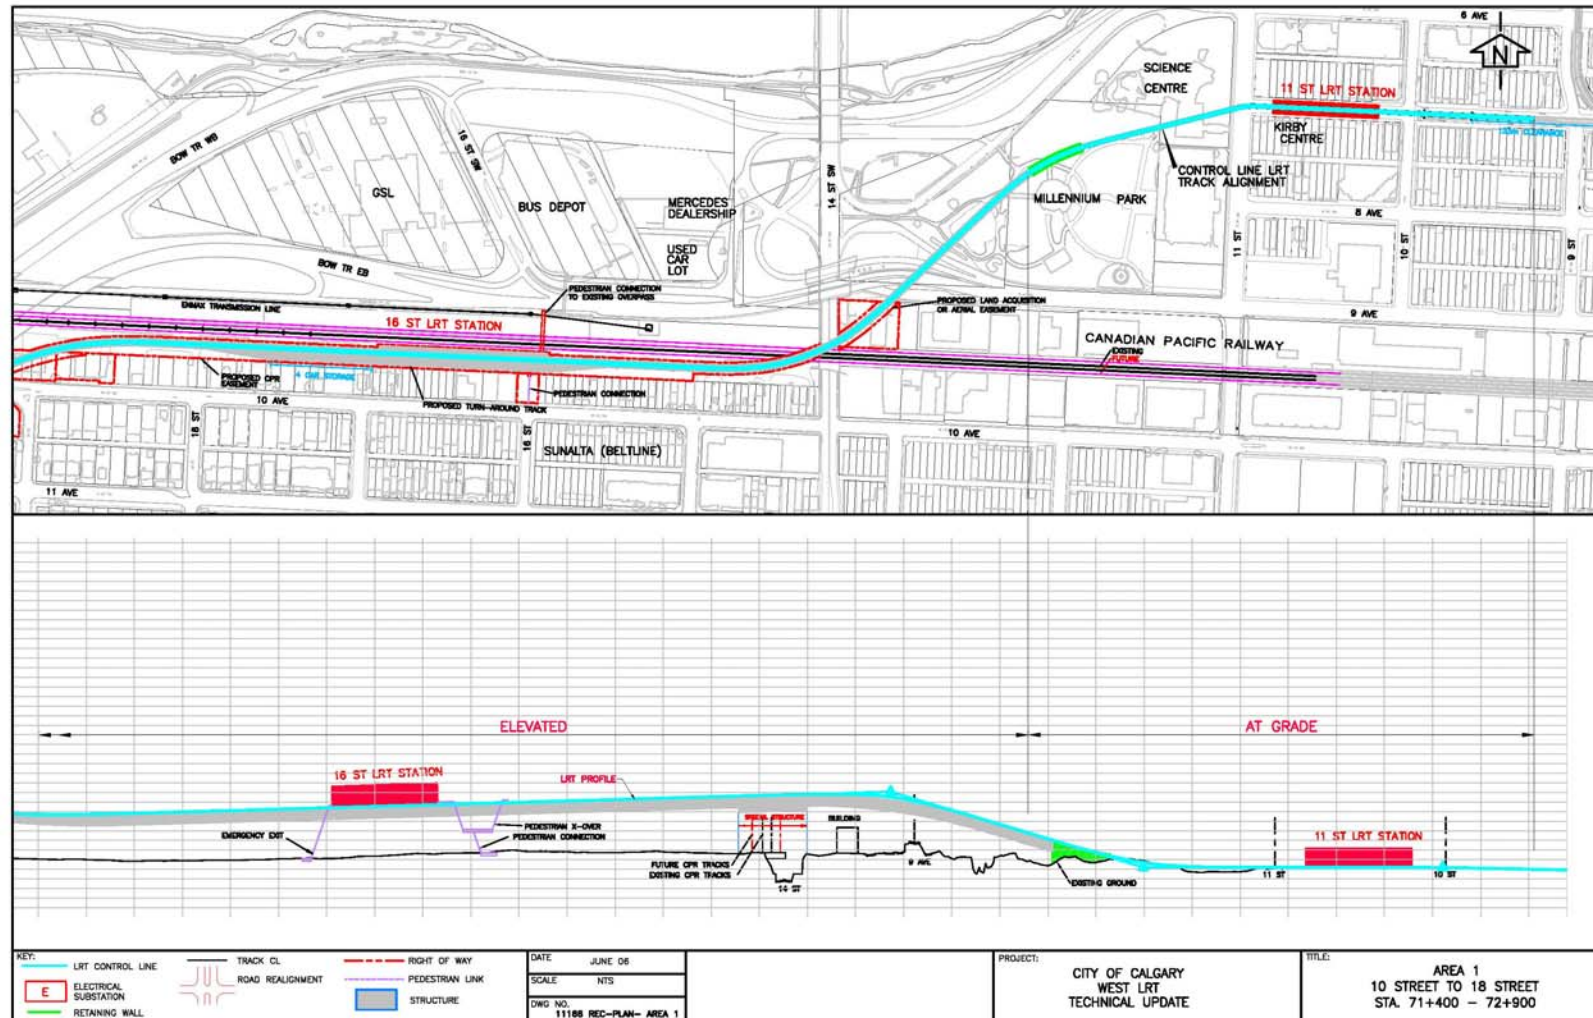 6 AVE
N
SCIENCE
CENTRE
11 ST LRT STATION
KIRBY
CENTRE
CONTROL LINE LRT
TRACK ALIGNMENT
MILLENNIUM PARK
8 AVE
11 ST
10 ST
9 ST
9 AVE
BOW TR WB
16 ST SW
GSL
BUS DEPOT
MERCEDES
DEALERSHIP
USED
CAR
LOT
14 ST SW
BOW TR EB
PEDESTRIAN CONNECTION
TO EXISTING OVERPASS
ENMAX TRANSMISSION LINE
16 ST LRT STATION
PROPOSED LAND ACQUISITION
OR AERIAL EASEMENT
CANADIAN PACIFIC RAILWAY
EXISTING
FUTURE
PROPOSED CPR
EASEMENT
4 CAR STORAGE
10 AVE
PROPOSED TURN-AROUND TRACK
PEDESTRIAN CONNECTION
18 ST
16 ST
SUNALTA (BELTLINE)
10 AVE
11 AVE
ELEVATED
AT GRADE
16 ST LRT STATION
LRT PROFILE
EMERGENCY EXIT
PEDESTRIAN X-OVER
PEDESTRIAN CONNECTION
SPECIAL STRUCTURE
BUILDING
FUTURE CPR TRACKS
EXISTING CPR TRACKS
14 ST
9 AVE
EXISTING GROUND
11 ST LRT STATION
11 ST
10 ST
KEY:
LRT CONTROL LINE
E
ELECTRICAL
SUBSTATION
RETAINING WALL
TRACK CL
ROAD REALIGNMENT
RIGHT OF WAY
PEDESTRIAN LINK
STRUCTURE
DATE JUNE 06
SCALE NTS
DWG NO.
11186 REC-PLAN- AREA 1
PROJECT:
CITY OF CALGARY
WEST LRT
TECHNICAL UPDATE
TITLE:
AREA 1
10 STREET TO 18 STREET
STA. 71+400 - 72+900